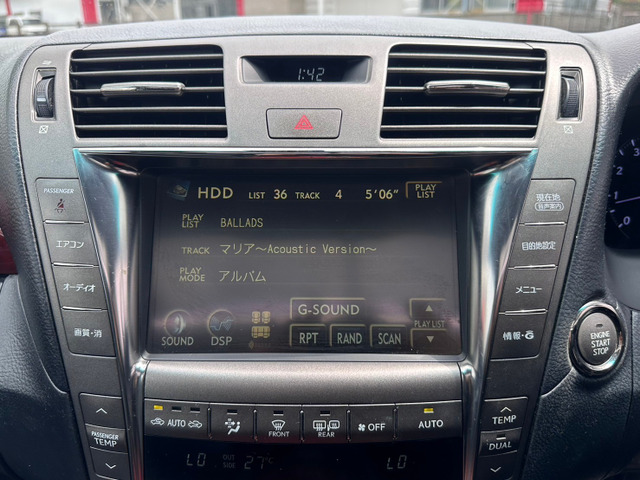 1:42
HDD LIST 36 TRACK 4 5'06" PLAY LIST
PLAY LIST BALLADS
TRACK マリア～Acoustic Version～
PLAY MODE アルバム
G-SOUND
SOUND DSP RPT RAND SCAN PLAY LIST
PASSENGER
エアコン
オーディオ
画質・消
PASSENGER TEMP
現在地
(音声案内)
目的地設定
メニュー
情報・G
ENGINE
START
STOP
TEMP
DUAL
AUTO FRONT REAR OFF AUTO
LO OUT SIDE 27℃ LO